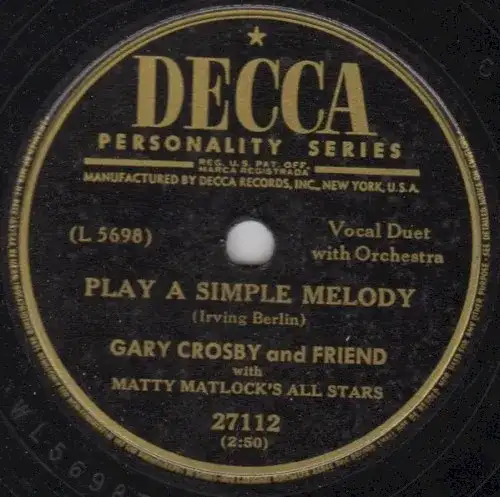 DECCA
PERSONALITY SERIES
REG. U.S. PAT. OFF.
MARCA REGISTRADA
MANUFACTURED BY DECCA RECORDS, INC., NEW YORK, U.S.A.
(L 5698)
Vocal Duet
with Orchestra
PLAY A SIMPLE MELODY
(Irving Berlin)
GARY CROSBY and FRIEND
with
MATTY MATLOCK'S ALL STARS
27112
(2:50)